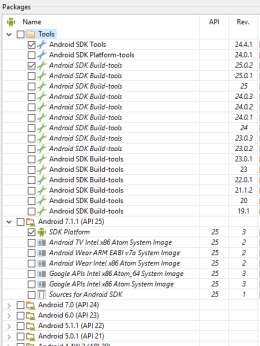 Packages
Name API Rev.
Tools
Android SDK Tools 24.4.1
Android SDK Platform-tools 24.0.1
Android SDK Build-tools 25.0.2
Android SDK Build-tools 25.0.1
Android SDK Build-tools 25
Android SDK Build-tools 24.0.3
Android SDK Build-tools 24.0.2
Android SDK Build-tools 24.0.1
Android SDK Build-tools 24
Android SDK Build-tools 23.0.3
Android SDK Build-tools 23.0.2
Android SDK Build-tools 23.0.1
Android SDK Build-tools 23
Android SDK Build-tools 22.0.1
Android SDK Build-tools 21.1.2
Android SDK Build-tools 20
Android SDK Build-tools 19.1
Android 7.1.1 (API 25)
SDK Platform 25 3
Android TV Intel x86 Atom System Image 25 2
Android Wear ARM EABI v7a System Image 25 2
Android Wear Intel x86 Atom System Image 25 2
Google APIs Intel x86 Atom_64 System Image 25 3
Google APIs Intel x86 Atom System Image 25 3
Sources for Android SDK 25 1
Android 7.0 (API 24)
Android 6.0 (API 23)
Android 5.1.1 (API 22)
Android 5.0.1 (API 21)